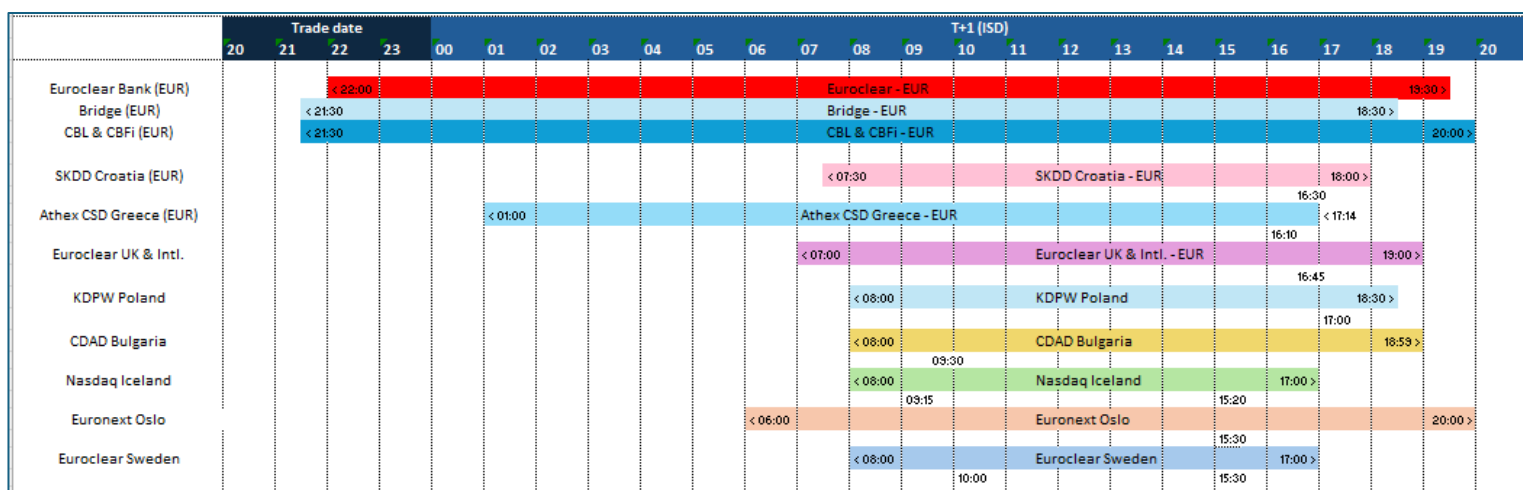 Trade date T+1 (ISD)
20 21 22 23 00 01 02 03 04 05 06 07 08 09 10 11 12 13 14 15 16 17 18 19 20
Euroclear Bank (EUR) < 22:00 Euroclear - EUR 19:30 >
Bridge (EUR) < 21:30 Bridge - EUR 18:30 >
CBL & CBFi (EUR) < 21:30 CBL & CBFi - EUR 20:00 >
SKDD Croatia (EUR) < 07:30 SKDD Croatia - EUR 18:00 >
16:30
Athex CSD Greece (EUR) < 01:00 Athex CSD Greece - EUR < 17:14
16:10
Euroclear UK & Intl. < 07:00 Euroclear UK & Intl. - EUR 19:00 >
16:45
KDPW Poland < 08:00 KDPW Poland 18:30 >
17:00
CDAD Bulgaria < 08:00 CDAD Bulgaria 18:59 >
09:30
Nasdaq Iceland < 08:00 Nasdaq Iceland 17:00 >
09:15 15:20
Euronext Oslo < 06:00 Euronext Oslo 20:00 >
15:30
Euroclear Sweden < 08:00 Euroclear Sweden 17:00 >
10:00 15:30